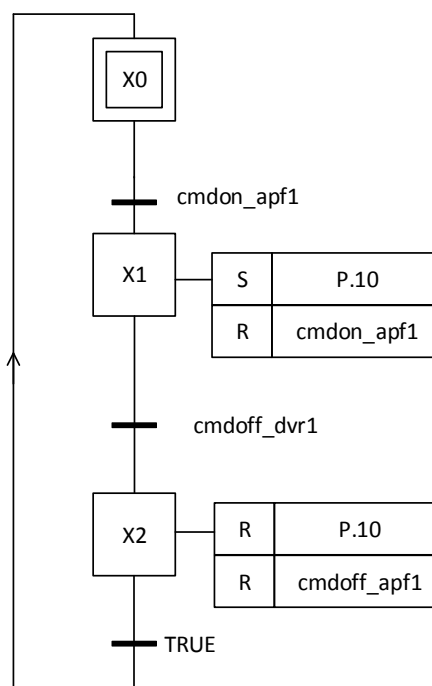 X0
cmdon_apf1
X1
S P.10
R cmdon_apf1
cmdoff_dvr1
X2
R P.10
R cmdoff_apf1
TRUE